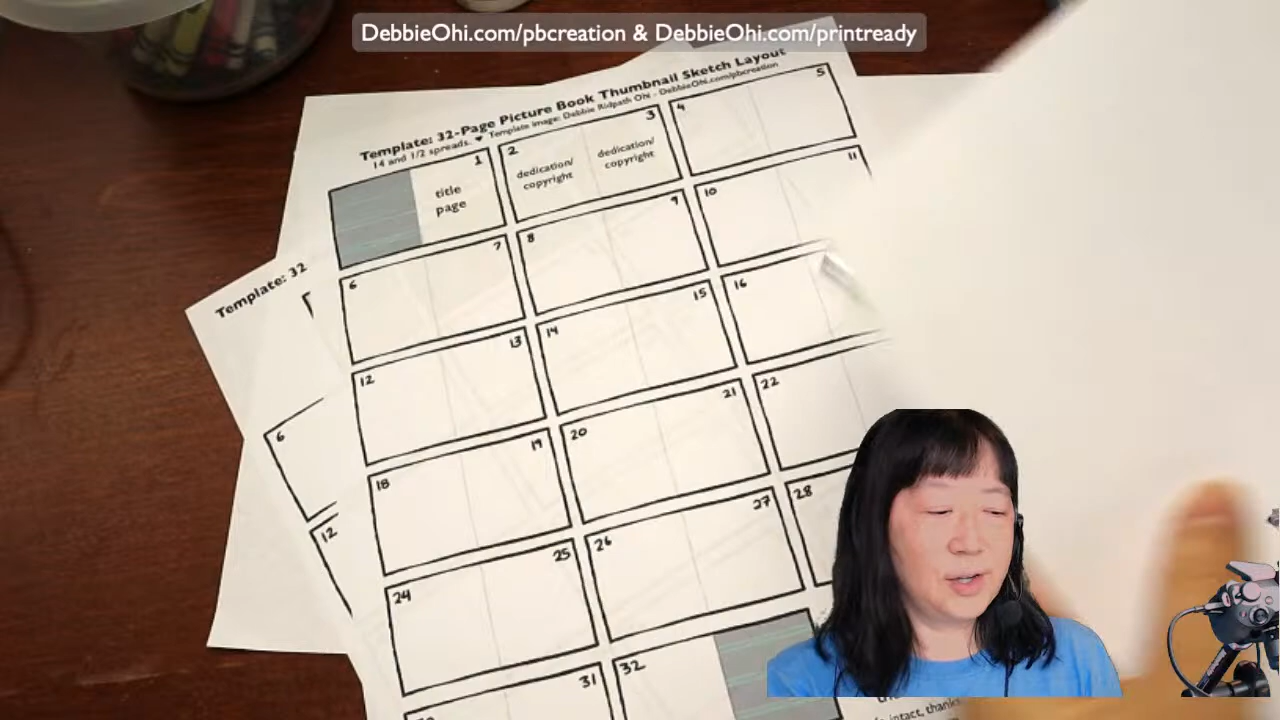 DebbieOhi.com/pbcreation & DebbieOhi.com/printready
Template: 32-Page Picture Book Thumbnail Sketch Layout
14 and 1/2 spreads. ♥ Template image: Debbie Ridpath Ohi - DebbieOhi.com/pbcreation
1
title
page
2
dedication/
copyright
3
dedication/
copyright
4
5
6
7
8
9
10
11
12
13
14
15
16
18
19
20
21
22
24
25
26
27
28
31
32
intact, thanks
Template: 32
6
12